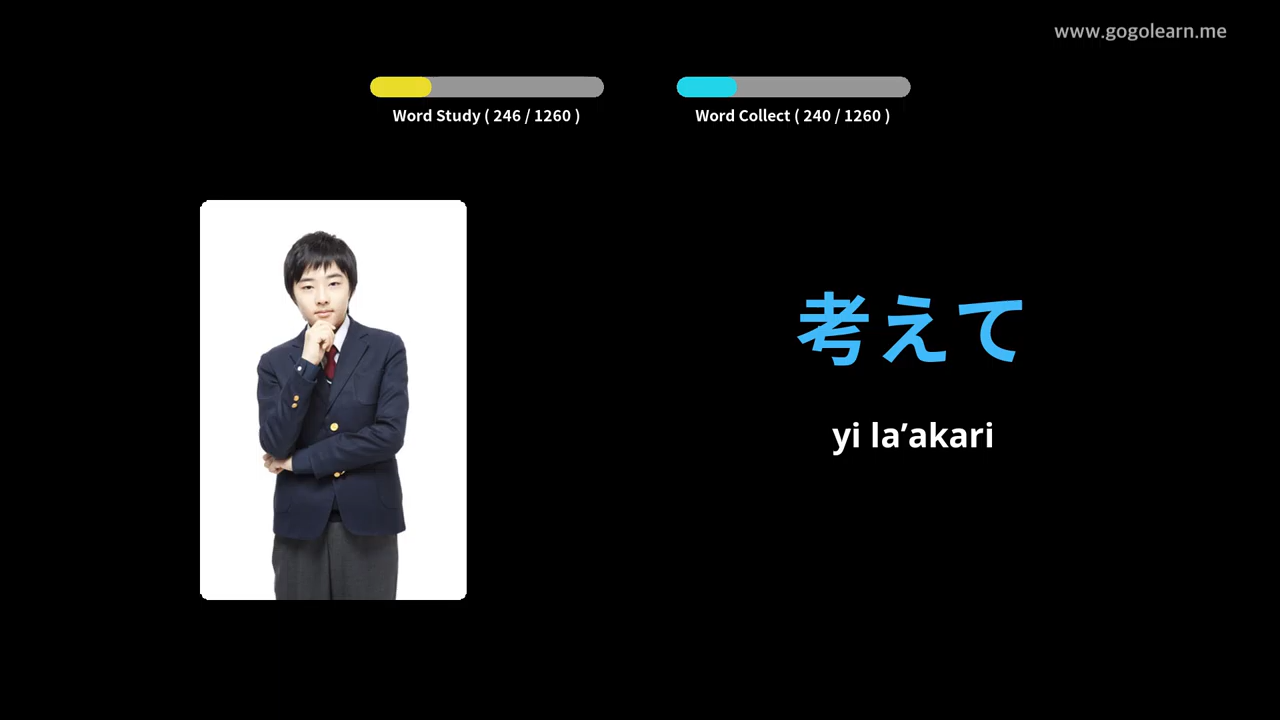 www.gogolearn.me
Word Study ( 246 / 1260 )
Word Collect ( 240 / 1260 )
考えて
yi la’akari